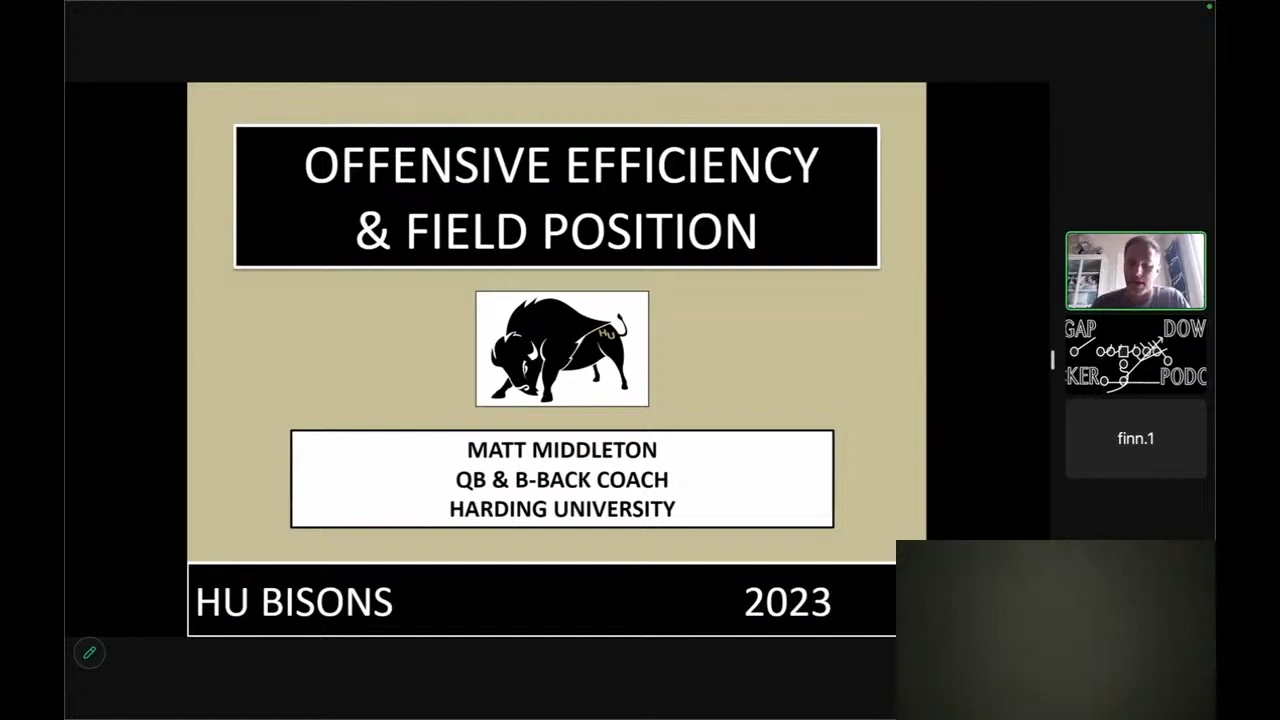 OFFENSIVE EFFICIENCY
& FIELD POSITION
HU
MATT MIDDLETON
QB & B-BACK COACH
HARDING UNIVERSITY
HU BISONS
2023
GAP DOW
KER PODC
finn.1